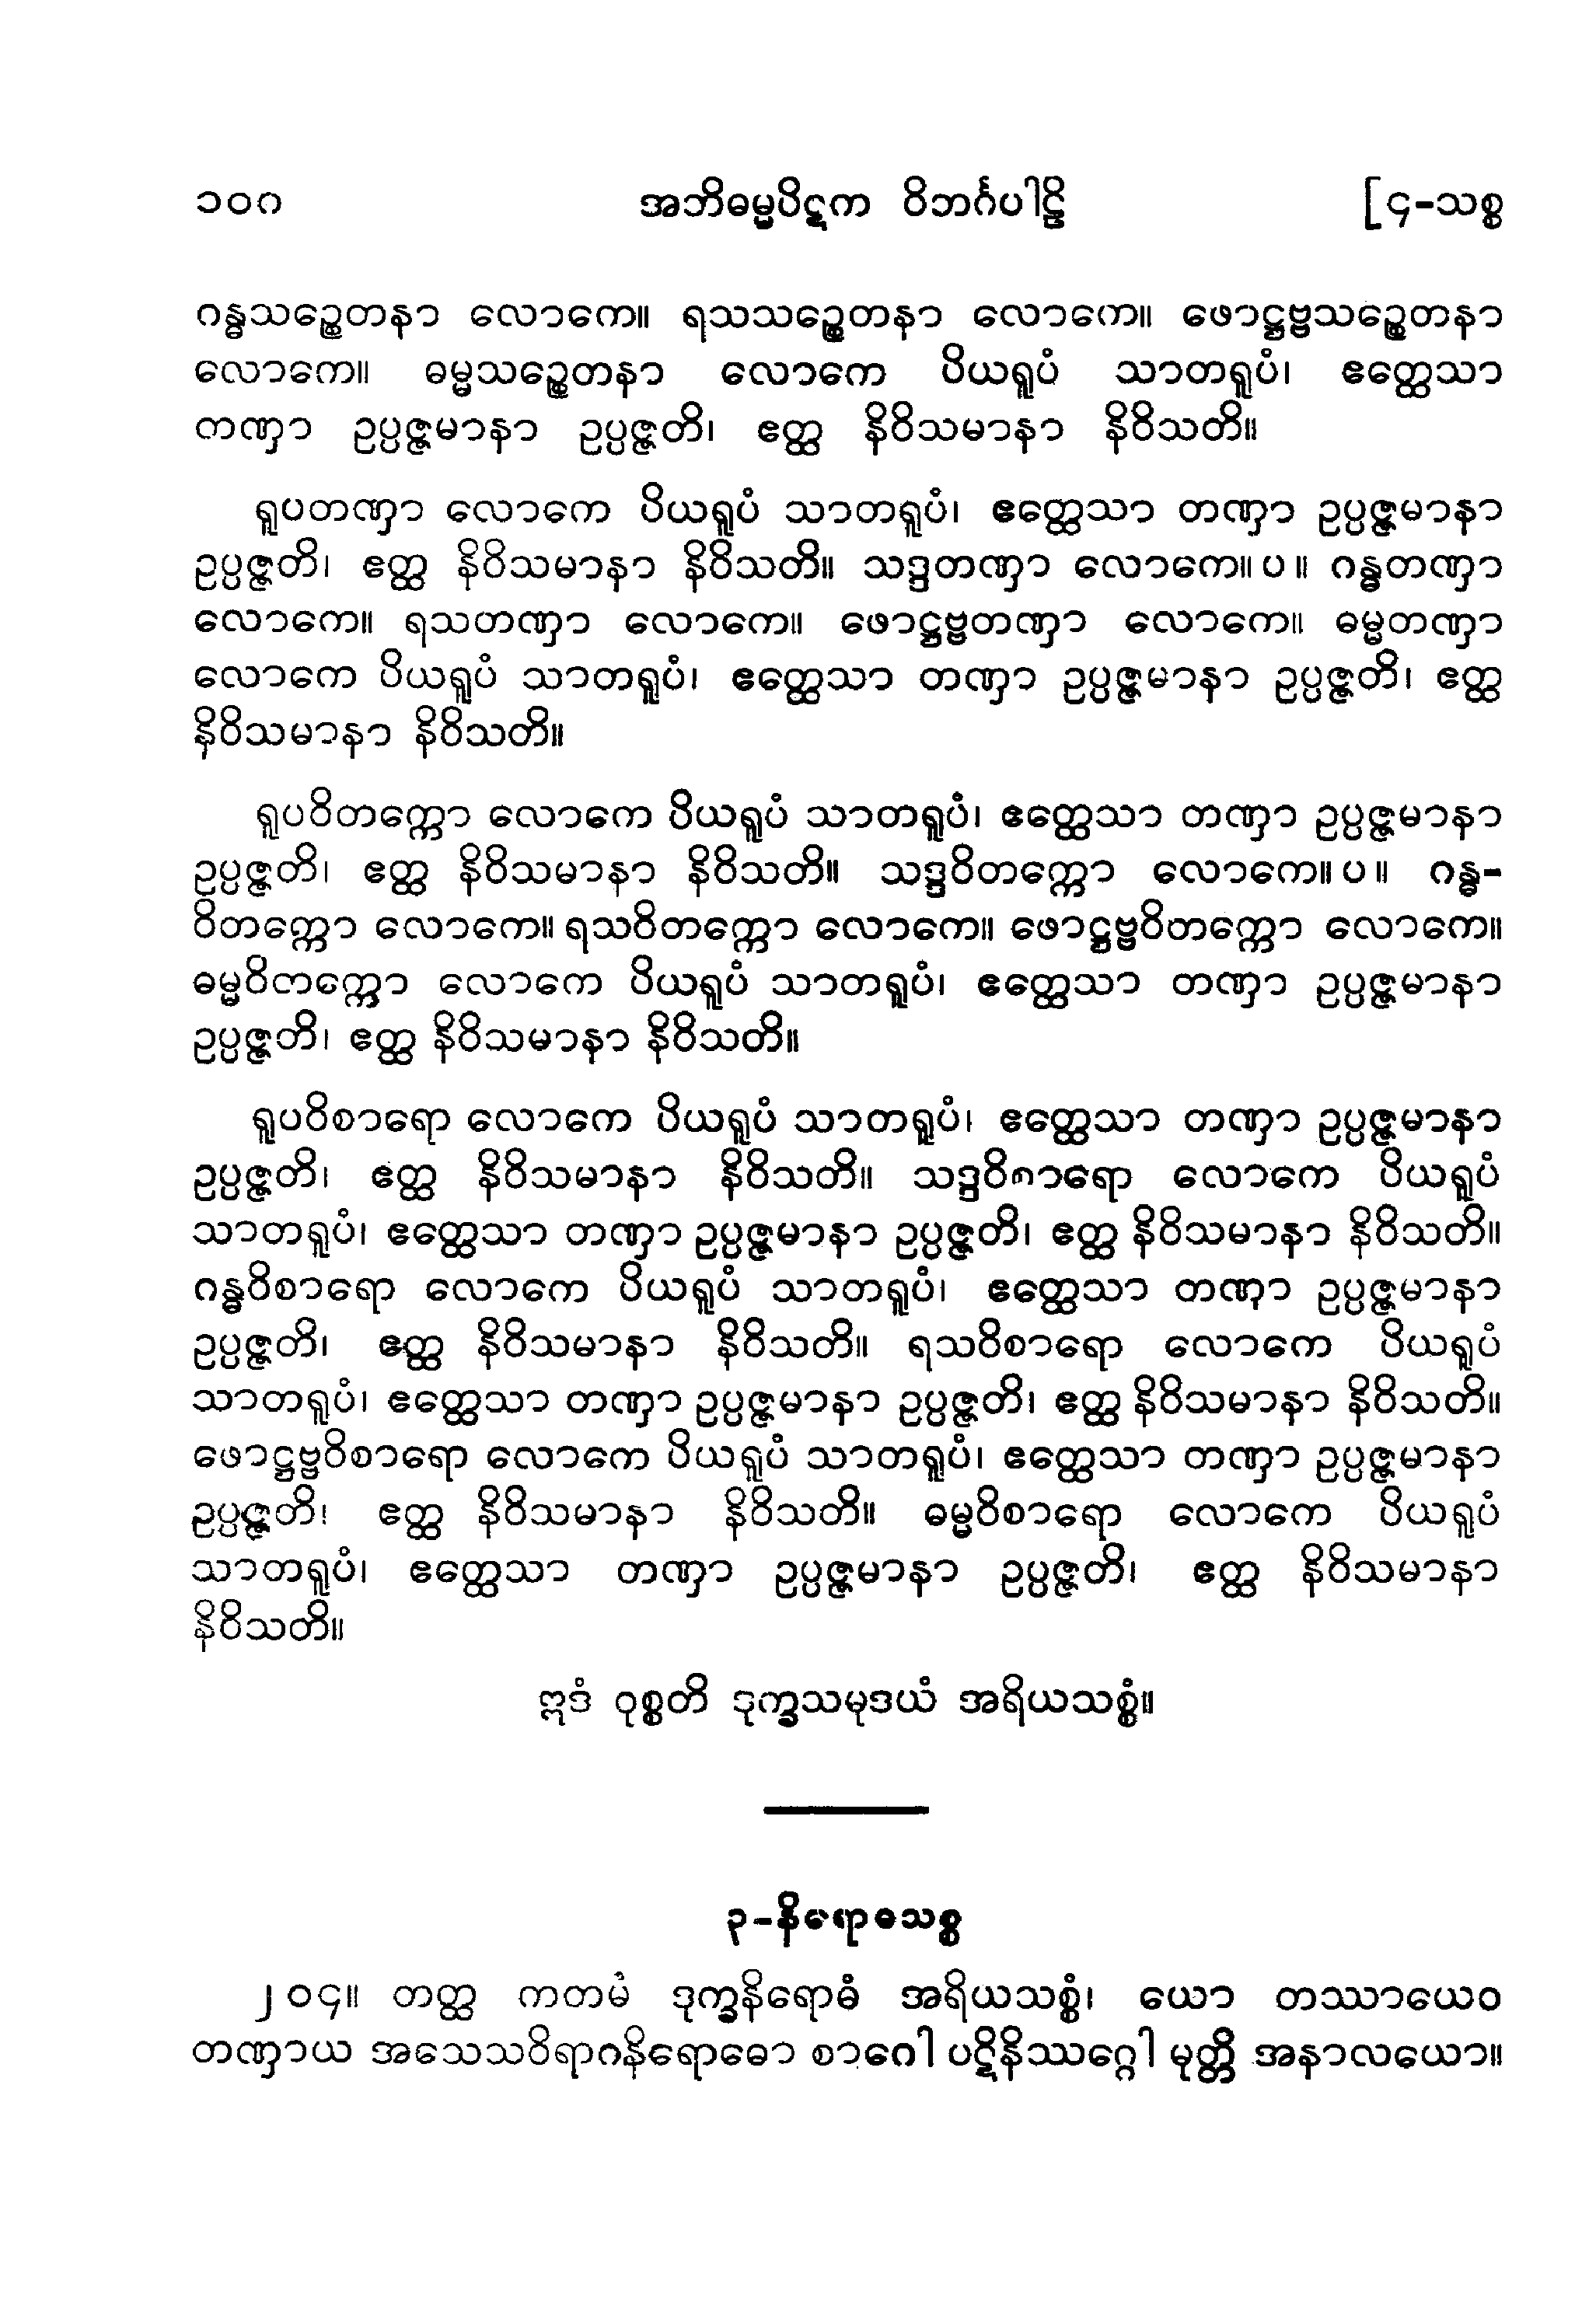 ၁၀ဂ အဘိဓမ္မပိဋက ဝိဘင်္ဂပါဠိ [၄-သစ္စ
ဂန္ဓသဉ္စေတနာ လောကေ။ ရသသဉ္စေတနာ လောကေ။ ဖောဋ္ဌဗ္ဗသဉ္စေတနာ
လောကေ။ ဓမ္မသဉ္စေတနာ လောကေ ပိယရူပံ သာတရူပံ၊ ဧတ္ထေသာ
တဏှာ ဥပ္ပဇ္ဇမာနာ ဥပ္ပဇ္ဇတိ၊ ဧတ္ထ နိဝိသမာနာ နိဝိသတိ။
ရူပတဏှာ လောကေ ပိယရူပံ သာတရူပံ၊ ဧတ္ထေသာ တဏှာ ဥပ္ပဇ္ဇမာနာ
ဥပ္ပဇ္ဇတိ၊ ဧတ္ထ နိဝိသမာနာ နိဝိသတိ။ သဒ္ဒတဏှာ လောကေ။ ပ ။ ဂန္ဓတဏှာ
လောကေ။ ရသတဏှာ လောကေ။ ဖောဋ္ဌဗ္ဗတဏှာ လောကေ။ ဓမ္မတဏှာ
လောကေ ပိယရူပံ သာတရူပံ၊ ဧတ္ထေသာ တဏှာ ဥပ္ပဇ္ဇမာနာ ဥပ္ပဇ္ဇတိ၊ ဧတ္ထ
နိဝိသမာနာ နိဝိသတိ။
ရူပဝိတက္ကော လောကေ ပိယရူပံ သာတရူပံ၊ ဧတ္ထေသာ တဏှာ ဥပ္ပဇ္ဇမာနာ
ဥပ္ပဇ္ဇတိ၊ ဧတ္ထ နိဝိသမာနာ နိဝိသတိ။ သဒ္ဒဝိတက္ကော လောကေ။ ပ ။ ဂန္ဓ-
ဝိတက္ကော လောကေ။ ရသဝိတက္ကော လောကေ။ ဖောဋ္ဌဗ္ဗဝိတက္ကော လောကေ။
ဓမ္မဝိတက္ကော လောကေ ပိယရူပံ သာတရူပံ၊ ဧတ္ထေသာ တဏှာ ဥပ္ပဇ္ဇမာနာ
ဥပ္ပဇ္ဇတိ၊ ဧတ္ထ နိဝိသမာနာ နိဝိသတိ။
ရူပဝိစာရော လောကေ ပိယရူပံ သာတရူပံ၊ ဧတ္ထေသာ တဏှာ ဥပ္ပဇ္ဇမာနာ
ဥပ္ပဇ္ဇတိ၊ ဧတ္ထ နိဝိသမာနာ နိဝိသတိ။ သဒ္ဒဝိစာရော လောကေ ပိယရူပံ
သာတရူပံ၊ ဧတ္ထေသာ တဏှာ ဥပ္ပဇ္ဇမာနာ ဥပ္ပဇ္ဇတိ၊ ဧတ္ထ နိဝိသမာနာ နိဝိသတိ။
ဂန္ဓဝိစာရော လောကေ ပိယရူပံ သာတရူပံ၊ ဧတ္ထေသာ တဏှာ ဥပ္ပဇ္ဇမာနာ
ဥပ္ပဇ္ဇတိ၊ ဧတ္ထ နိဝိသမာနာ နိဝိသတိ။ ရသဝိစာရော လောကေ ပိယရူပံ
သာတရူပံ၊ ဧတ္ထေသာ တဏှာ ဥပ္ပဇ္ဇမာနာ ဥပ္ပဇ္ဇတိ၊ ဧတ္ထ နိဝိသမာနာ နိဝိသတိ။
ဖောဋ္ဌဗ္ဗဝိစာရော လောကေ ပိယရူပံ သာတရူပံ၊ ဧတ္ထေသာ တဏှာ ဥပ္ပဇ္ဇမာနာ
ဥပ္ပဇ္ဇတိ၊ ဧတ္ထ နိဝိသမာနာ နိဝိသတိ။ ဓမ္မဝိစာရော လောကေ ပိယရူပံ
သာတရူပံ၊ ဧတ္ထေသာ တဏှာ ဥပ္ပဇ္ဇမာနာ ဥပ္ပဇ္ဇတိ၊ ဧတ္ထ နိဝိသမာနာ
နိဝိသတိ။
ဣဒံ ဝုစ္စတိ ဒုက္ခသမုဒယံ အရိယသစ္စံ။
၃-နိရောဓသစ္စ
၂၀၄။ တတ္ထ ကတမံ ဒုက္ခနိရောဓံ အရိယသစ္စံ၊ ယော တဿာယေဝ
တဏှာယ အသေသဝိရာဂနိရောဓော စာဂေါ ပဋိနိဿဂ္ဂေါ မုတ္တိ အနာလယော။